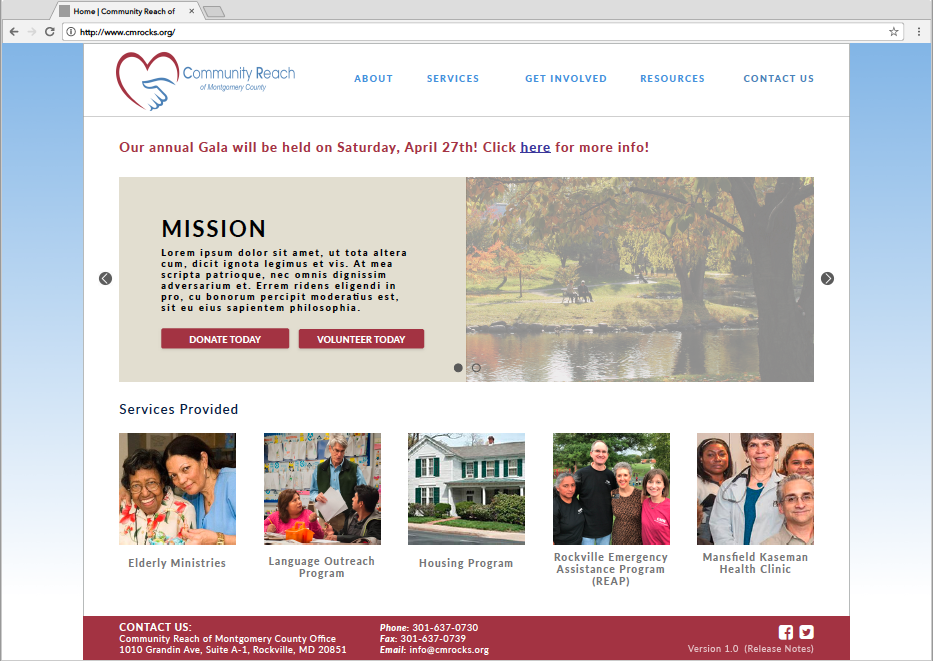 Home | Community Reach of
http://www.cmrocks.org/
Community Reach
of Montgomery County
ABOUT SERVICES GET INVOLVED RESOURCES CONTACT US
Our annual Gala will be held on Saturday, April 27th! Click here for more info!
MISSION
Lorem ipsum dolor sit amet, ut tota altera
cum, dicit ignota legimus et vis. At mea
scripta patrioque, nec omnis dignissim
adversarium et. Errem ridens eligendi in
pro, cu bonorum percipit moderatius est,
sit eu eius sapientem philosophia.
DONATE TODAY VOLUNTEER TODAY
Services Provided
Elderly Ministries
Language Outreach
Program
Housing Program
Rockville Emergency
Assistance Program
(REAP)
Mansfield Kaseman
Health Clinic
CONTACT US:
Community Reach of Montgomery County Office
1010 Grandin Ave, Suite A-1, Rockville, MD 20851
Phone: 301-637-0730
Fax: 301-637-0739
Email: info@cmrocks.org
Version 1.0 (Release Notes)